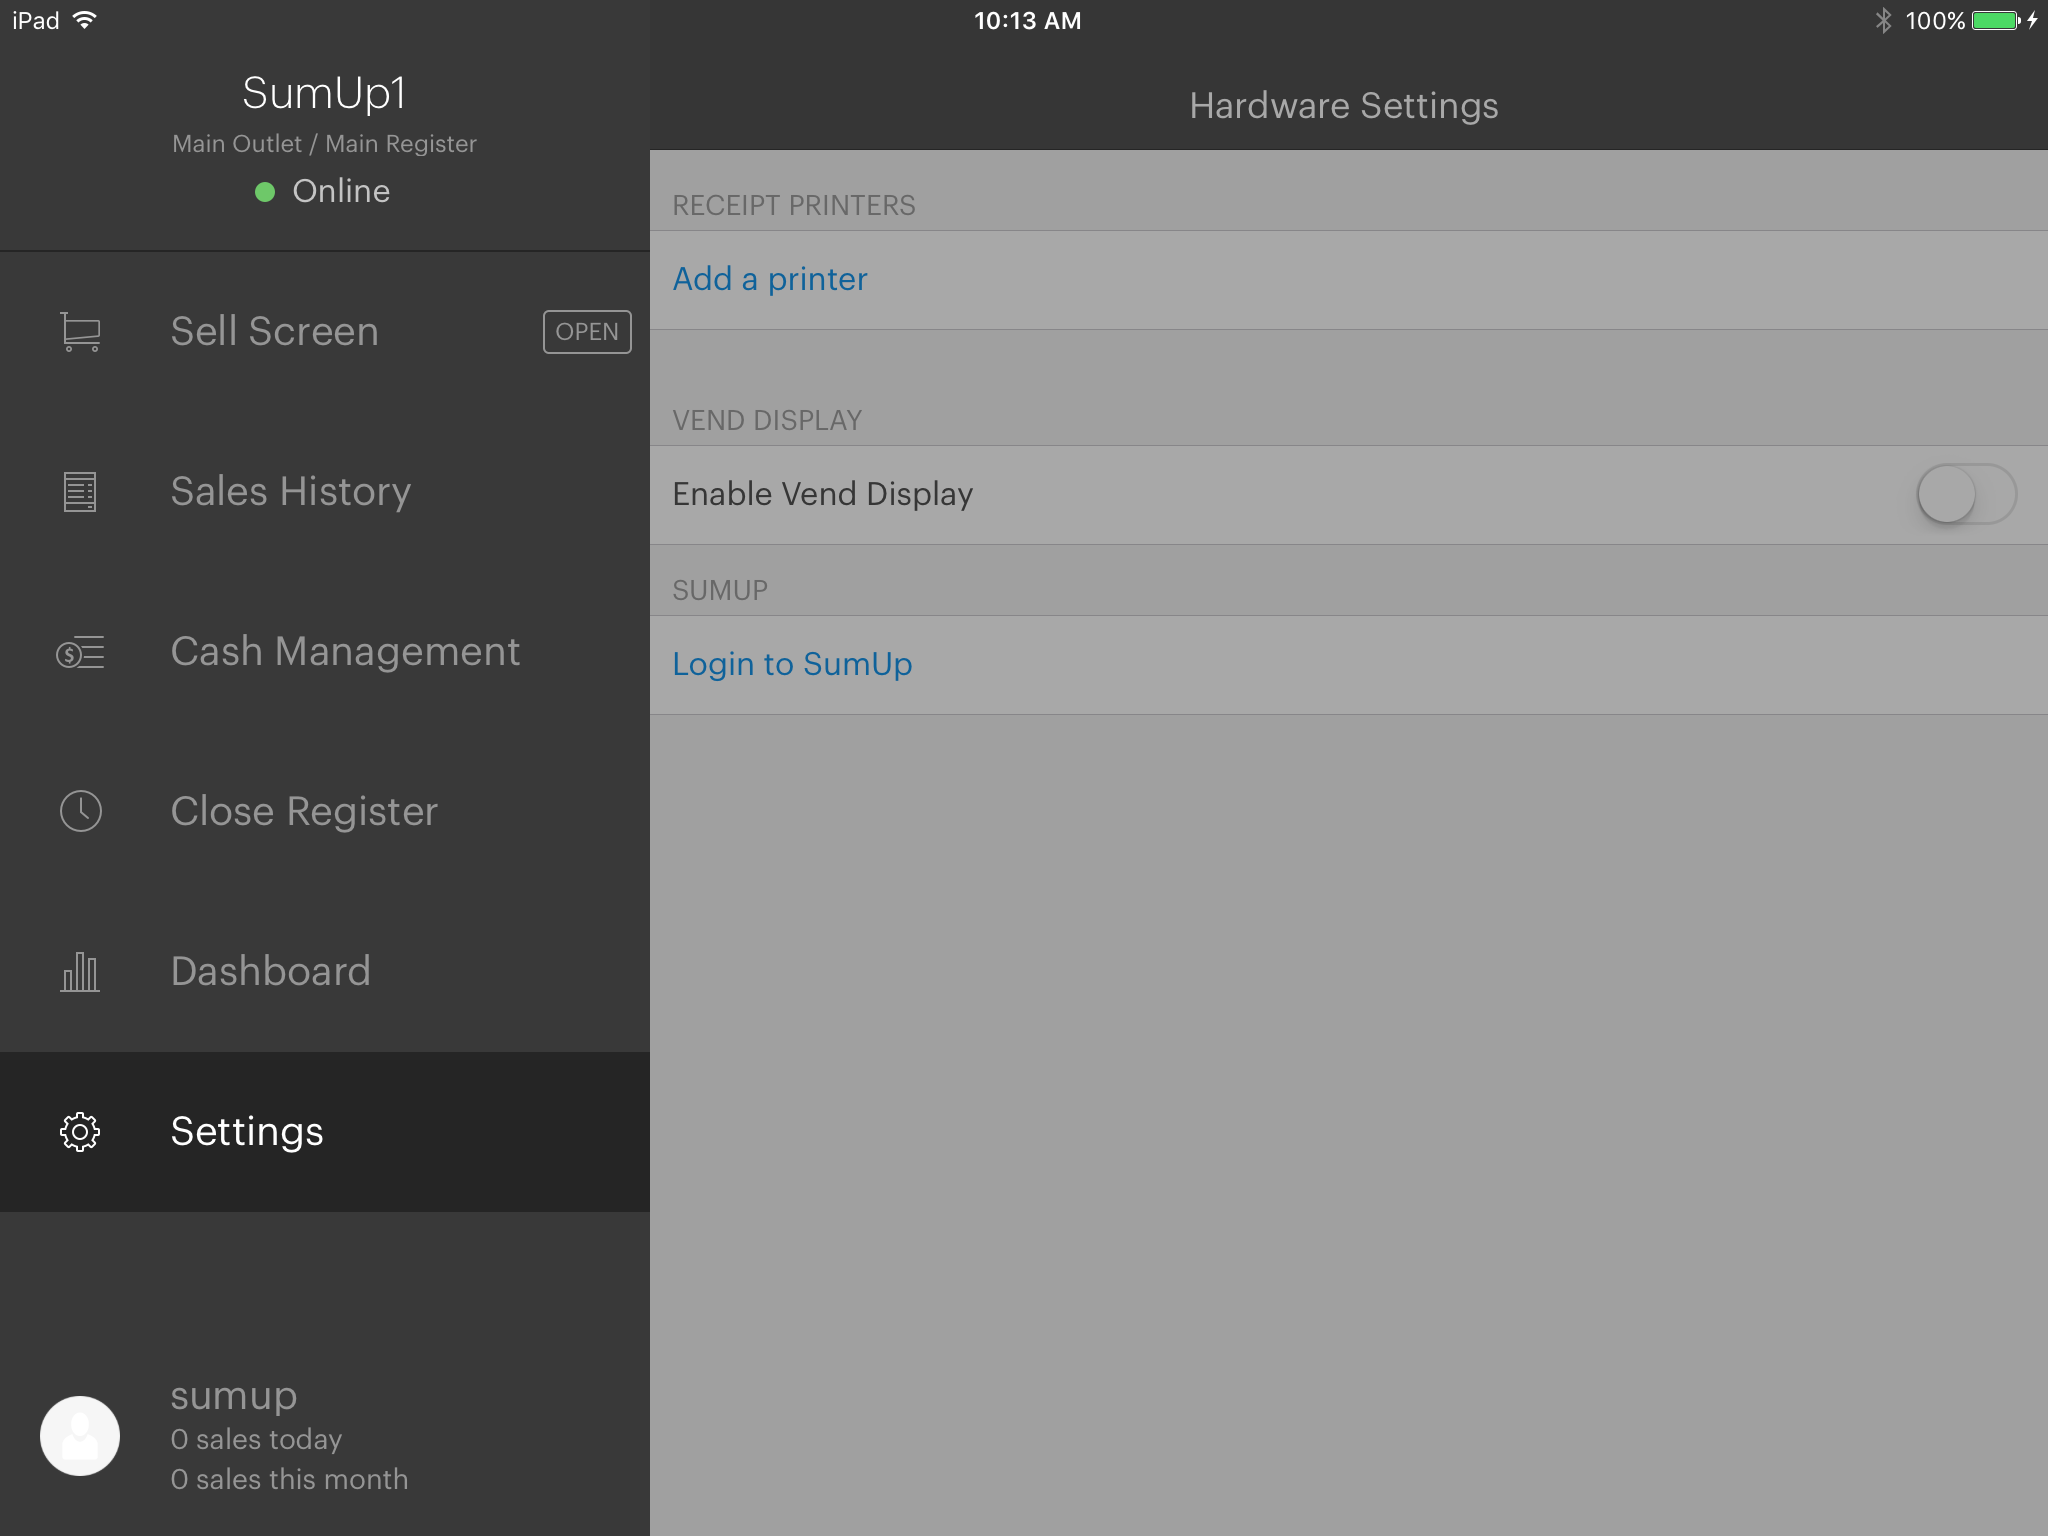 iPad
10:13 AM
100%
SumUp1
Main Outlet / Main Register
Online
Sell Screen
OPEN
Sales History
Cash Management
Close Register
Dashboard
Settings
sumup
0 sales today
0 sales this month
Hardware Settings
RECEIPT PRINTERS
Add a printer
VEND DISPLAY
Enable Vend Display
SUMUP
Login to SumUp